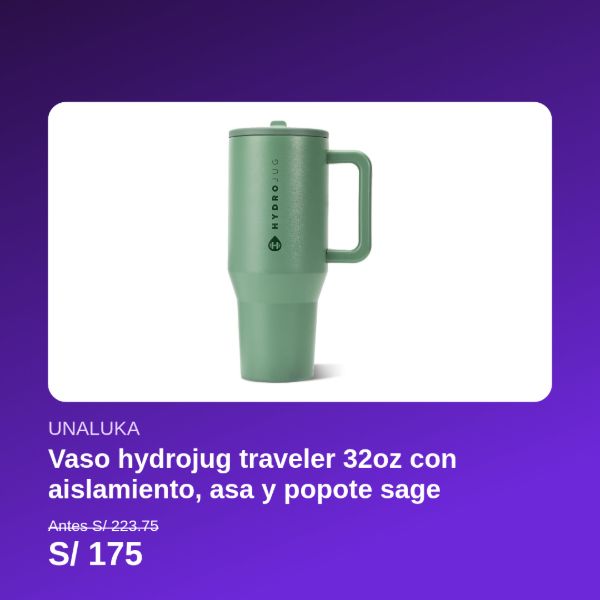 HYDROJUG
UNALUKA
Vaso hydrojug traveler 32oz con
aislamiento, asa y popote sage
Antes S/ 223.75
S/ 175